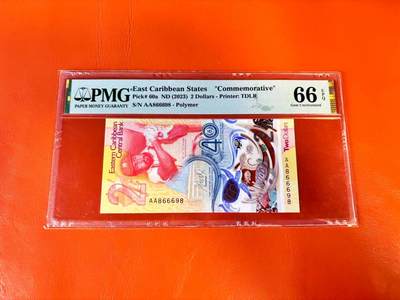 PMG
PAPER MONEY GUARANTY
East Caribbean States "Commemorative"
Pick# 60a ND (2023) 2 Dollars - Printer: TDLR
S/N AA866698 - Polymer
66 EPQ
Gem Uncirculated
Eastern Caribbean
Central Bank
2
40
Two Dollars
AA866698
AA866698